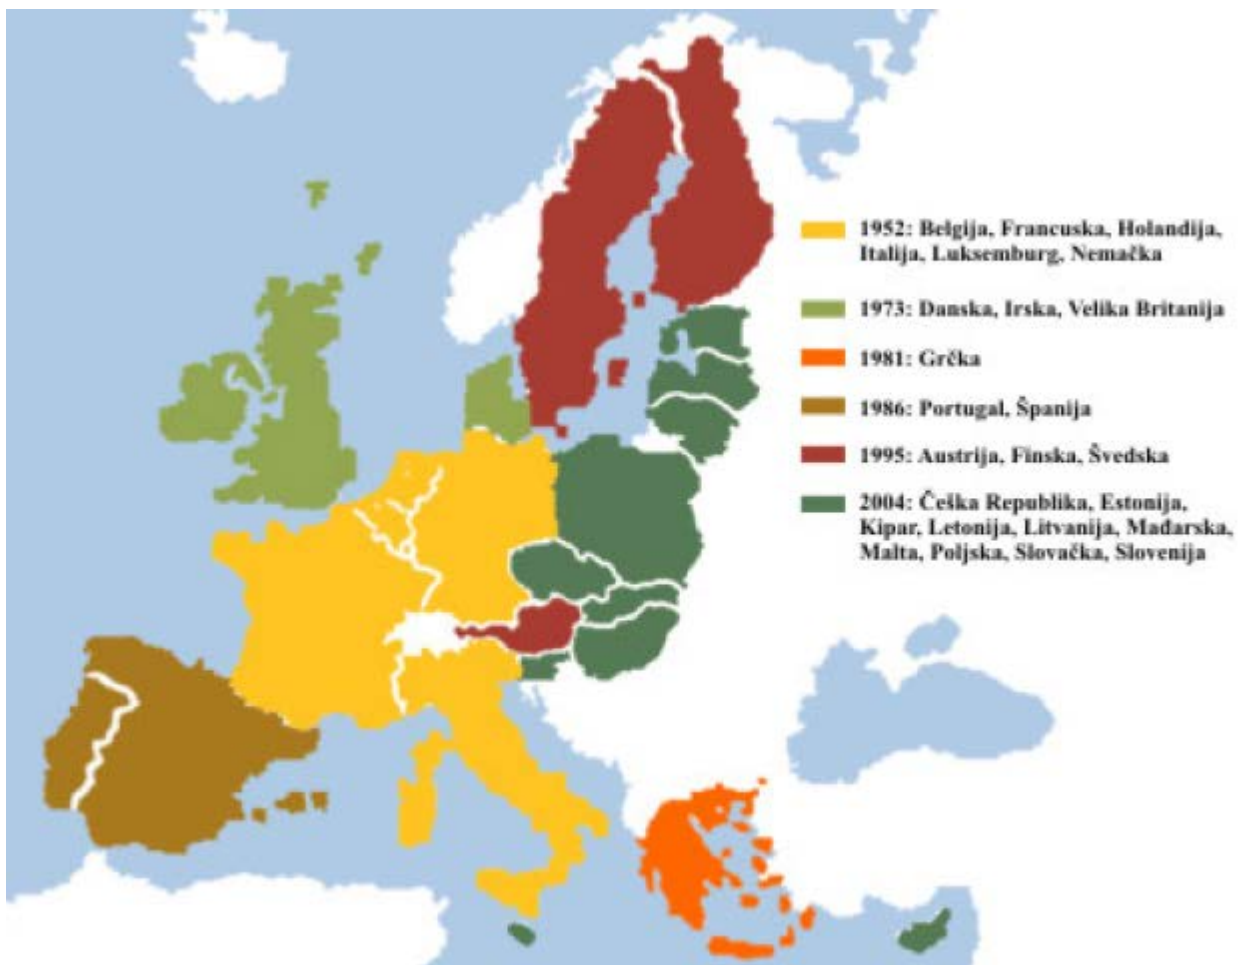 1952: Belgija, Francuska, Holandija,
Italija, Luksemburg, Nemačka
1973: Danska, Irska, Velika Britanija
1981: Grčka
1986: Portugal, Španija
1995: Austrija, Finska, Švedska
2004: Češka Republika, Estonija,
Kipar, Letonija, Litvanija, Mađarska,
Malta, Poljska, Slovačka, Slovenija